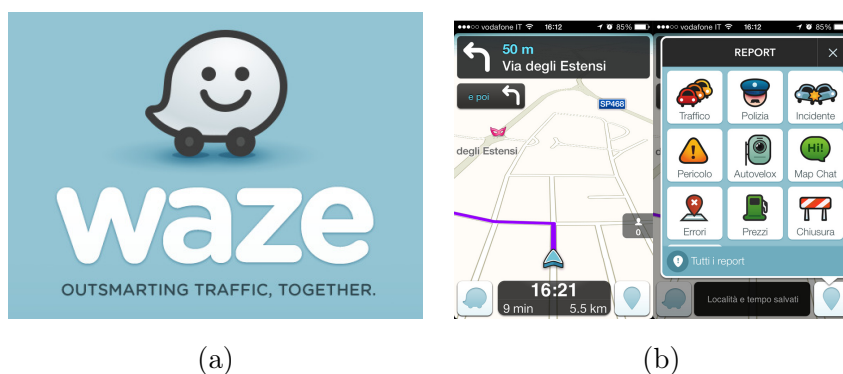 waze
OUTSMARTING TRAFFIC, TOGETHER.
(a)
vodafone IT 16:12 85%
50 m
Via degli Estensi
e poi
SP468
degli Estensi
0
16:21
9 min 5.5 km
vodafone IT 16:12 85%
REPORT ×
Traffico Polizia Incidente
Hi!
Pericolo Autovelox Map Chat
Errori Prezzi Chiusura
Tutti i report
Località e tempo salvati
(b)